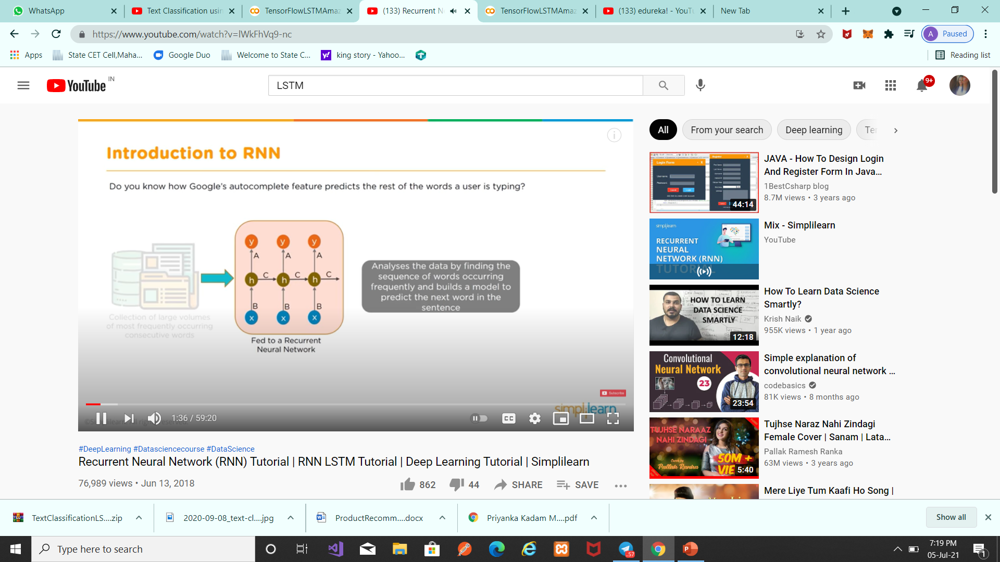 WhatsApp
Text Classification usin
TensorFlowLSTMAmaz
(133) Recurrent N
TensorFlowLSTMAmaz
(133) edureka! - YouTu
New Tab
https://www.youtube.com/watch?v=lWkFhVq9-nc
A Paused
Apps
State CET Cell,Maha...
Google Duo
Welcome to State C...
y!
king story - Yahoo...
Reading list
YouTube IN
LSTM
9+
Introduction to RNN
Do you know how Google's autocomplete feature predicts the rest of the words a user is typing?
y y y
A A A
h C h C h C
B B B
x x x
Collection of large volumes
of most frequently occurring
consecutive words
Fed to a Recurrent
Neural Network
Analyses the data by finding the
sequence of words occurring
frequently and builds a model to
predict the next word in the
sentence
Subscribe
simplilearn
1:36 / 59:20
CC
#DeepLearning #Datasciencecourse #DataScience
Recurrent Neural Network (RNN) Tutorial | RNN LSTM Tutorial | Deep Learning Tutorial | Simplilearn
76,989 views • Jun 13, 2018
862
44
SHARE
SAVE
All
From your search
Deep learning
Te
Login Form
Register
44:14
JAVA - How To Design Login
And Register Form In Java...
1BestCsharp blog
8.7M views • 3 years ago
simplilearn
RECURRENT
NEURAL
NETWORK (RNN)
TUTORIAL
Mix - Simplilearn
YouTube
HOW TO LEARN
DATA SCIENCE
SMARTLY
12:18
How To Learn Data Science
Smartly?
Krish Naik
955K views • 1 year ago
Convolutional
Neural Network
23
23:54
Simple explanation of
convolutional neural network ...
codebasics
81K views • 8 months ago
TUJHSE NARAAZ
NAHI ZINDAGI
Cover by
Pallak Ranka
50M +
VIE
5:40
Tujhse Naraz Nahi Zindagi
Female Cover | Sanam | Lata...
Pallak Ramesh Ranka
63M views • 3 years ago
Mere Liye Tum Kaafi Ho Song |
TextClassificationLS....zip
2020-09-08_text-cl....jpg
ProductRecomm....docx
Priyanka Kadam M....pdf
Show all
Type here to search
..57
7:19 PM
05-Jul-21
1